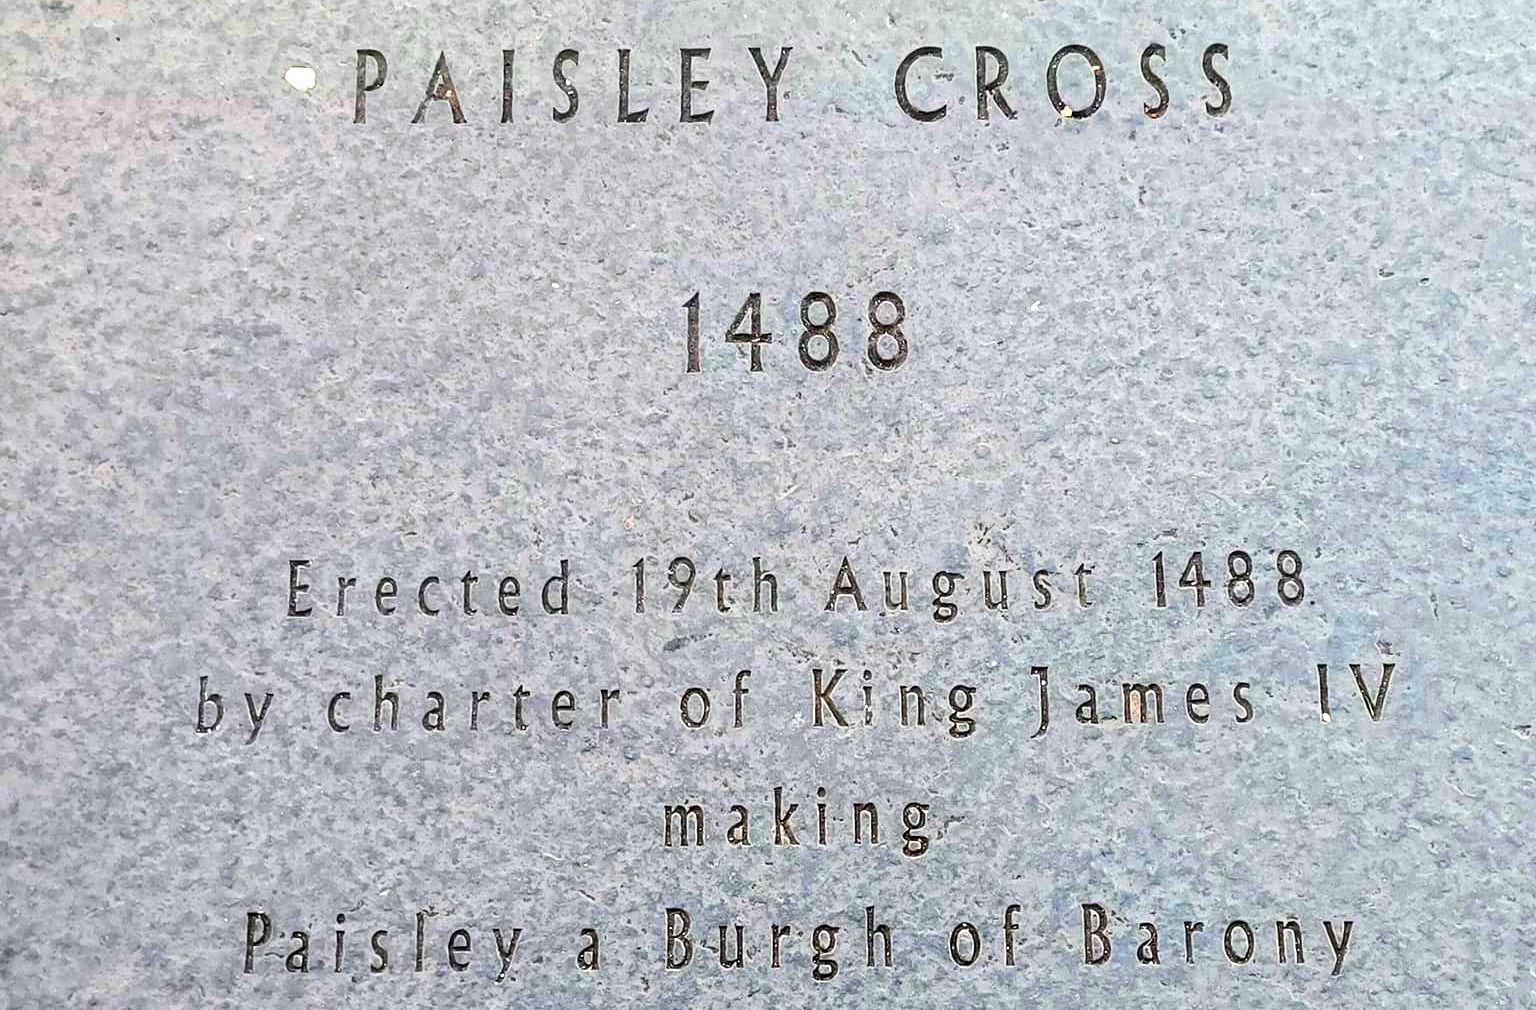 PAISLEY CROSS
1488
Erected 19th August 1488
by charter of King James IV
making
Paisley a Burgh of Barony